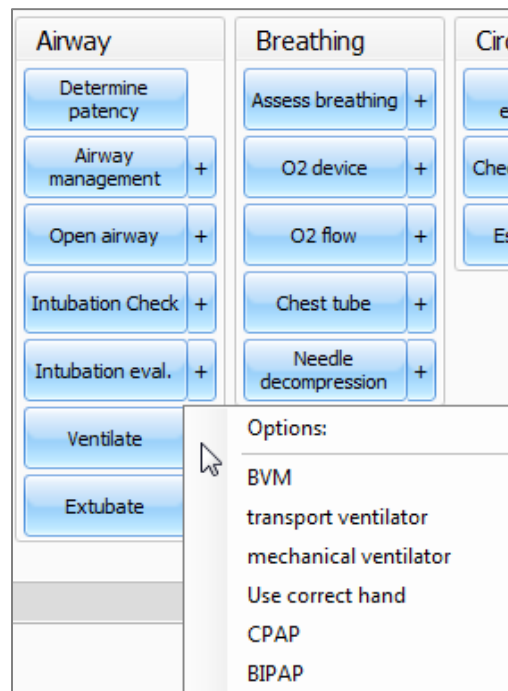 Airway
Determine
patency
Airway
management +
Open airway +
Intubation Check +
Intubation eval. +
Ventilate
Extubate
Breathing
Assess breathing +
O2 device +
O2 flow +
Chest tube +
Needle
decompression +
Options:
BVM
transport ventilator
mechanical ventilator
Use correct hand
CPAP
BIPAP